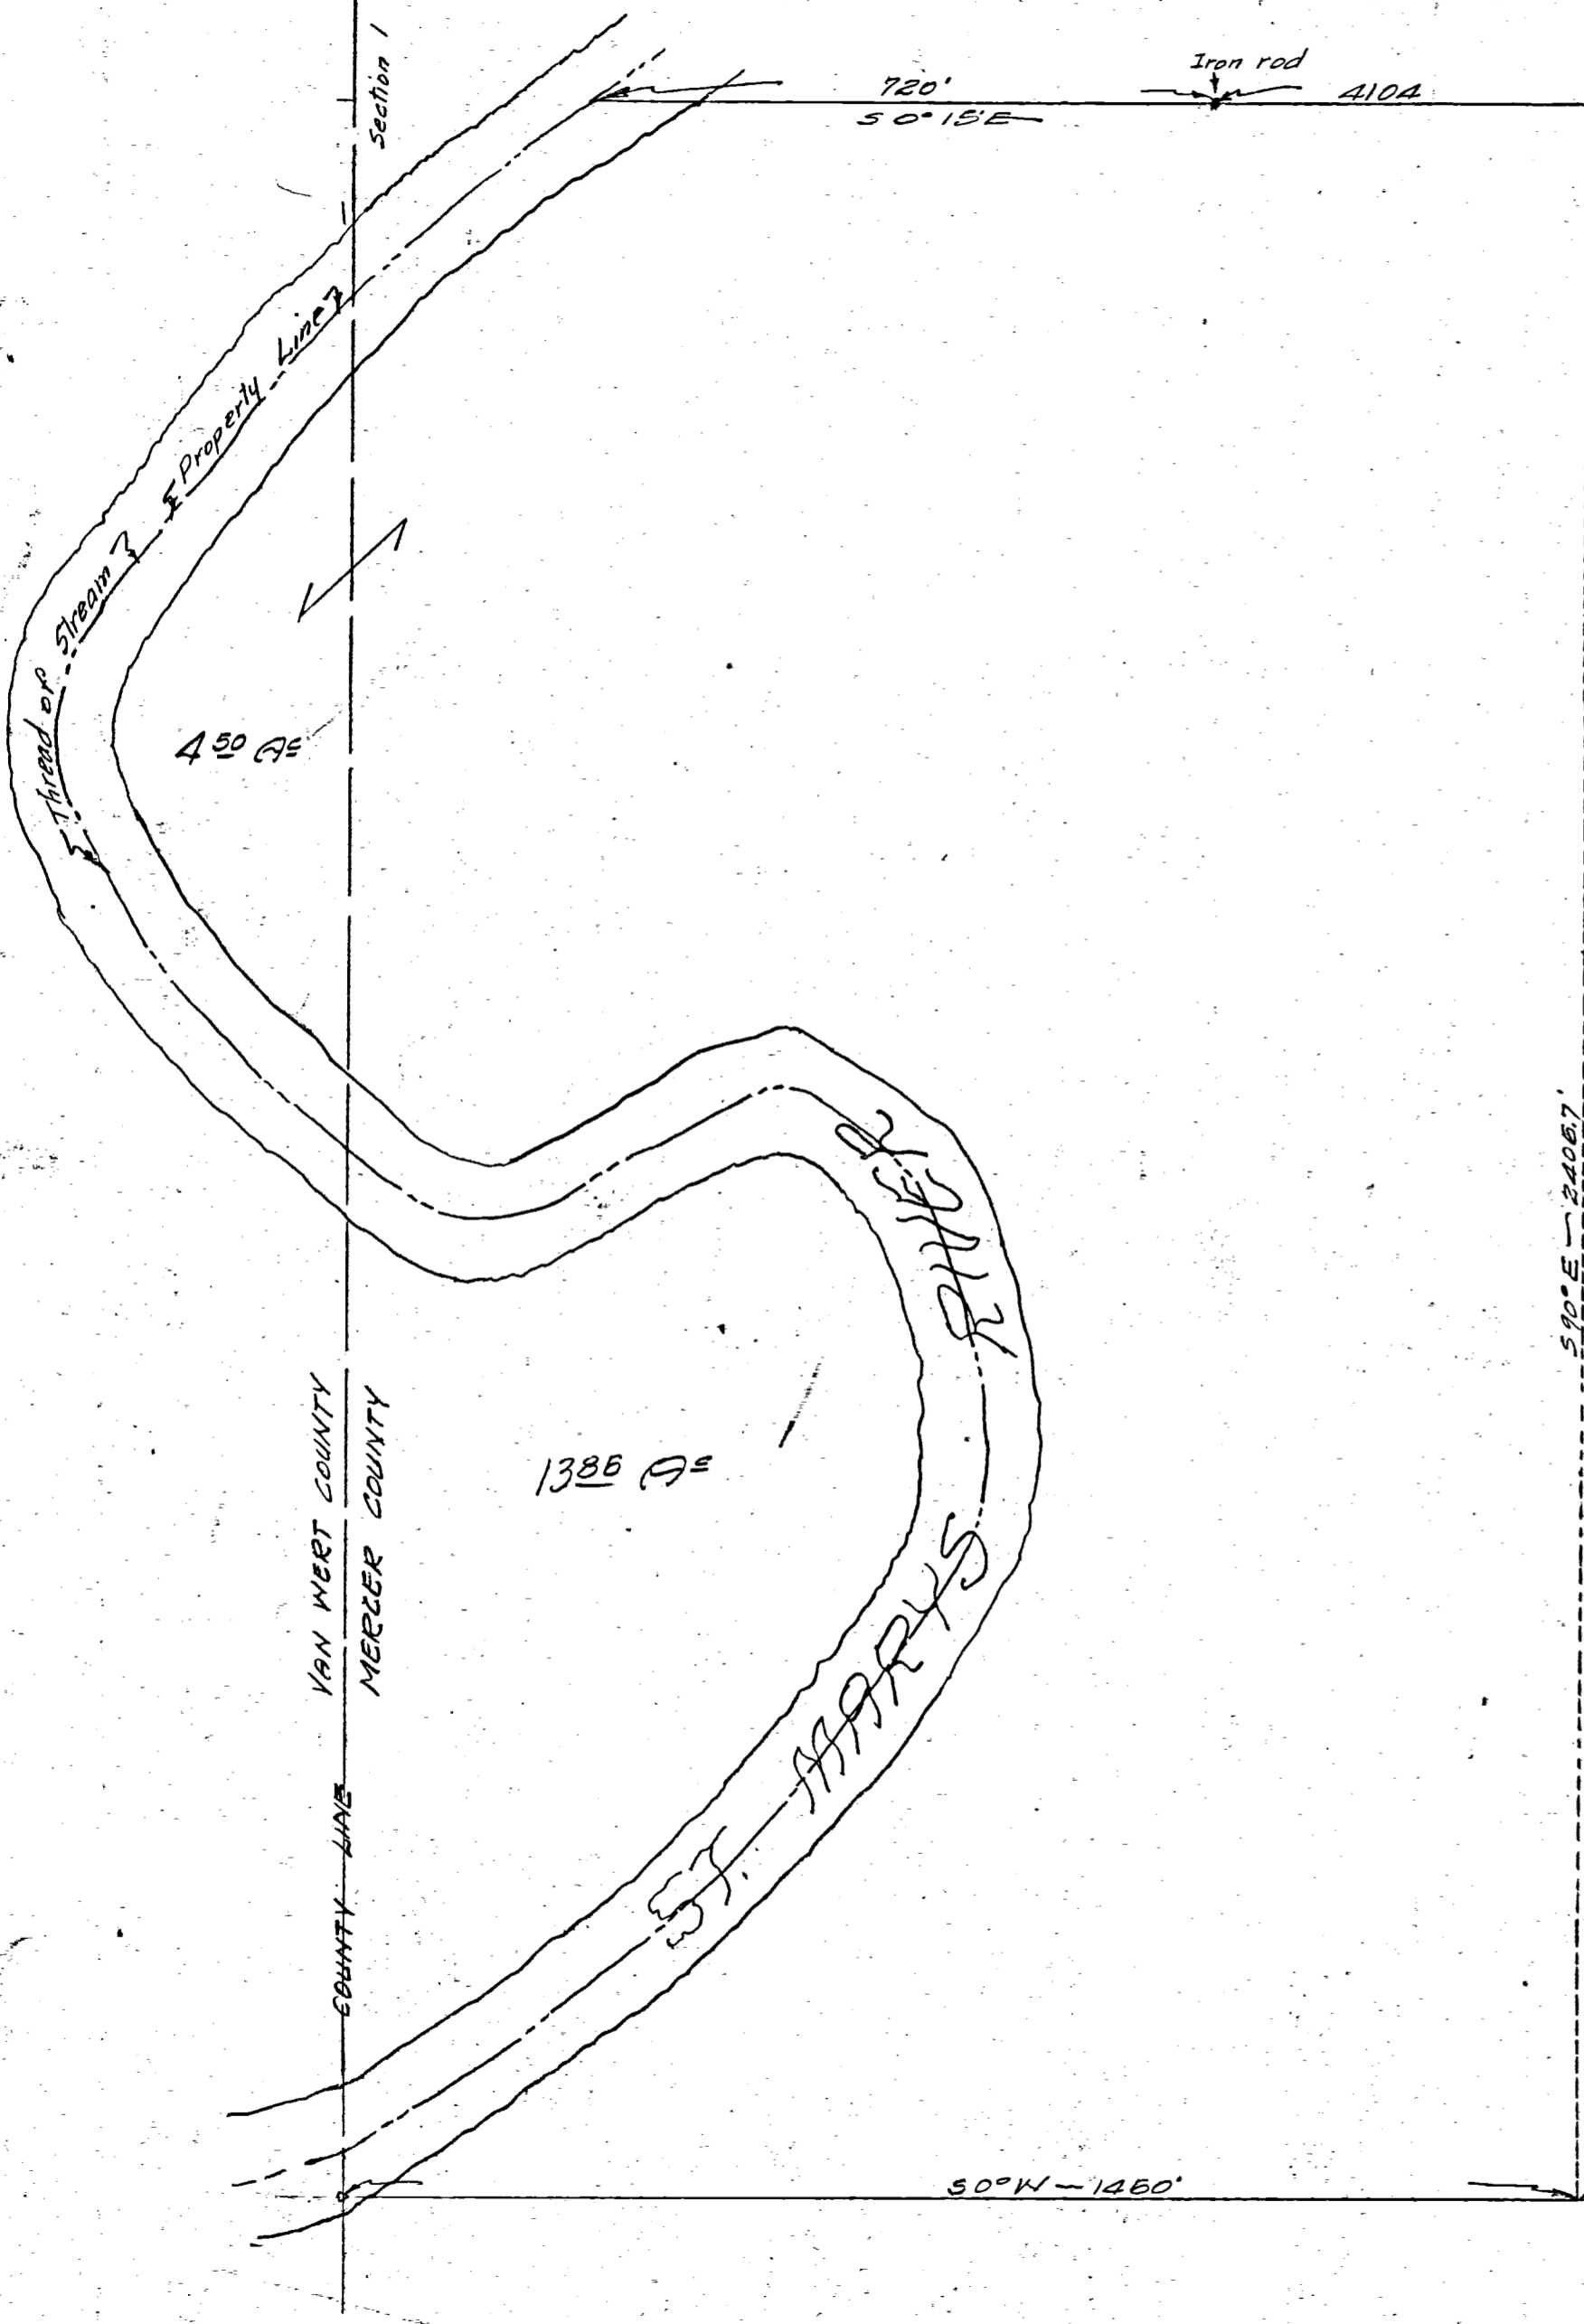 Section 1
Iron rod
720'
4104
S 0° 15' E
Thread of Stream & Property Line
4 50 Ac
RIVER
S 90° E — 2406.7'
VAN WERT COUNTY
MERCER COUNTY
13 86 Ac
ST. MARYS
COUNTY LINE
S 0° W — 1460'